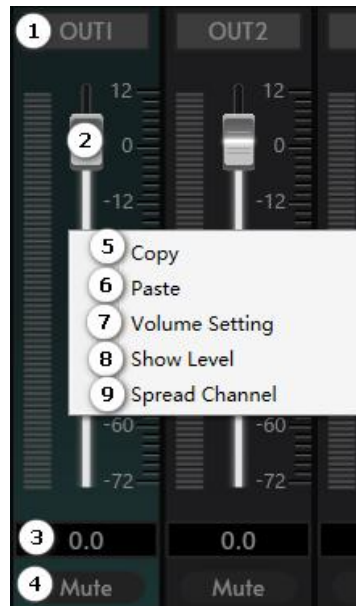 1 OUT1 OUT2
12 12
2 0 0
-12 -12
5 Copy
6 Paste
7 Volume Setting
8 Show Level
9 Spread Channel
-60 -60
-72 -72
3 0.0 0.0
4 Mute Mute